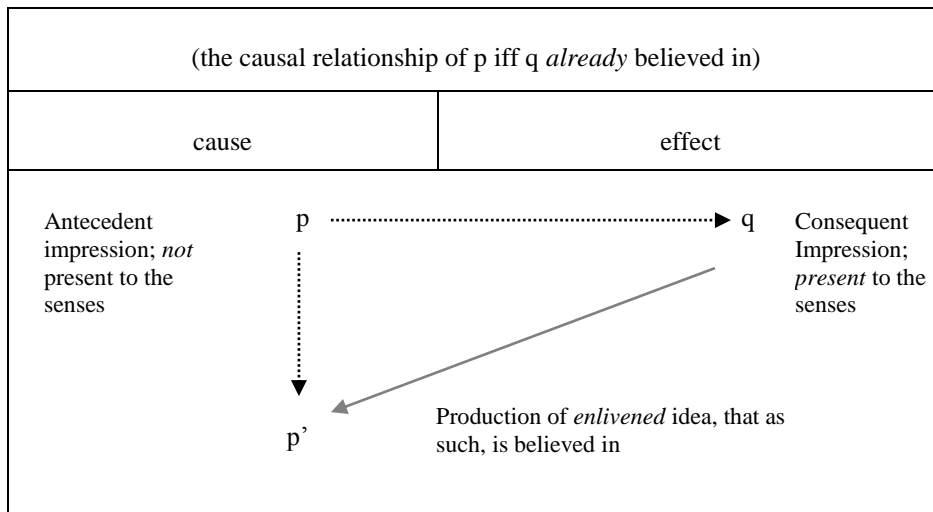 (the causal relationship of p iff q already believed in)
cause
effect
Antecedent
impression; not
present to the
senses
p
q
Consequent
Impression;
present to the
senses
p’
Production of enlivened idea, that as
such, is believed in